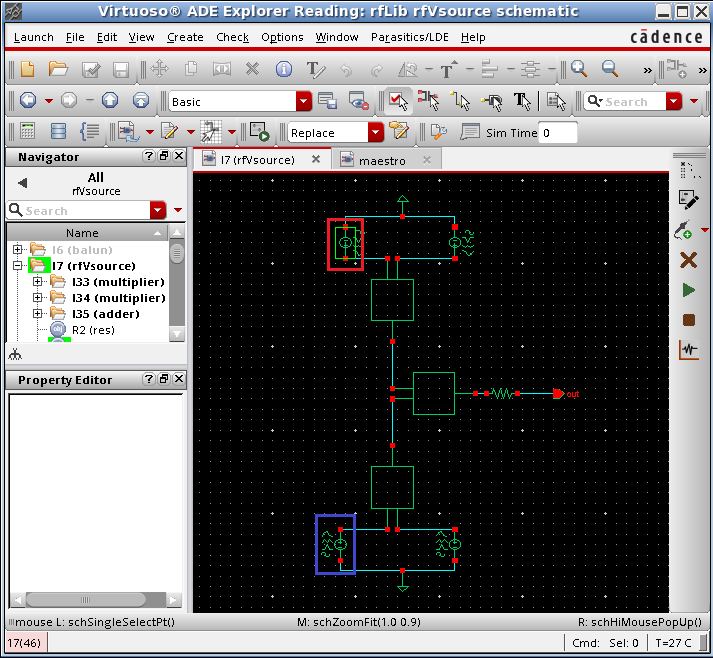 Virtuoso® ADE Explorer Reading: rfLib rfVsource schematic
Launch File Edit View Create Check Options Window Parasitics/LDE Help cādence
» »
Basic Search
Replace Sim Time 0
Navigator ? I7 (rfVsource) maestro
All
rfVsource
Search
Name
I6 (balun)
I7 (rfVsource)
I33 (multiplier)
I34 (multiplier)
I35 (adder)
R2 (res)
Property Editor ?
out
mouse L: schSingleSelectPt() M: schZoomFit(1.0 0.9) R: schHiMousePopUp()
17(46) Cmd: Sel: 0 T=27 C